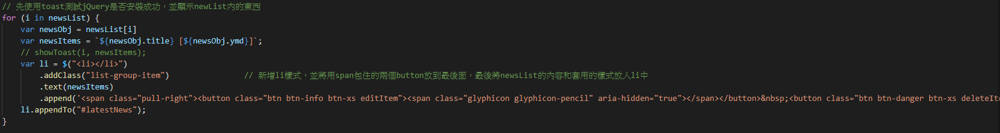 // 先使用toast測試jQuery是否安裝成功，並顯示newList內的東西
for (i in newsList) {
    var newsObj = newsList[i]
    var newsItems = `${newsObj.title} [${newsObj.ymd}]`;
    // showToast(i, newsItems);
    var li = $("<li></li>")
        .addClass("list-group-item")                // 新增li樣式，並將用span包住的兩個button放到最後面，最後將newsList的內容和套用的樣式放入li中
        .text(newsItems)
        .append('<span class="pull-right"><button class="btn btn-info btn-xs editItem"><span class="glyphicon glyphicon-pencil" aria-hidden="true"></span></button>&nbsp;<button class="btn btn-danger btn-xs deleteIte
    li.appendTo("#latestNews");
}